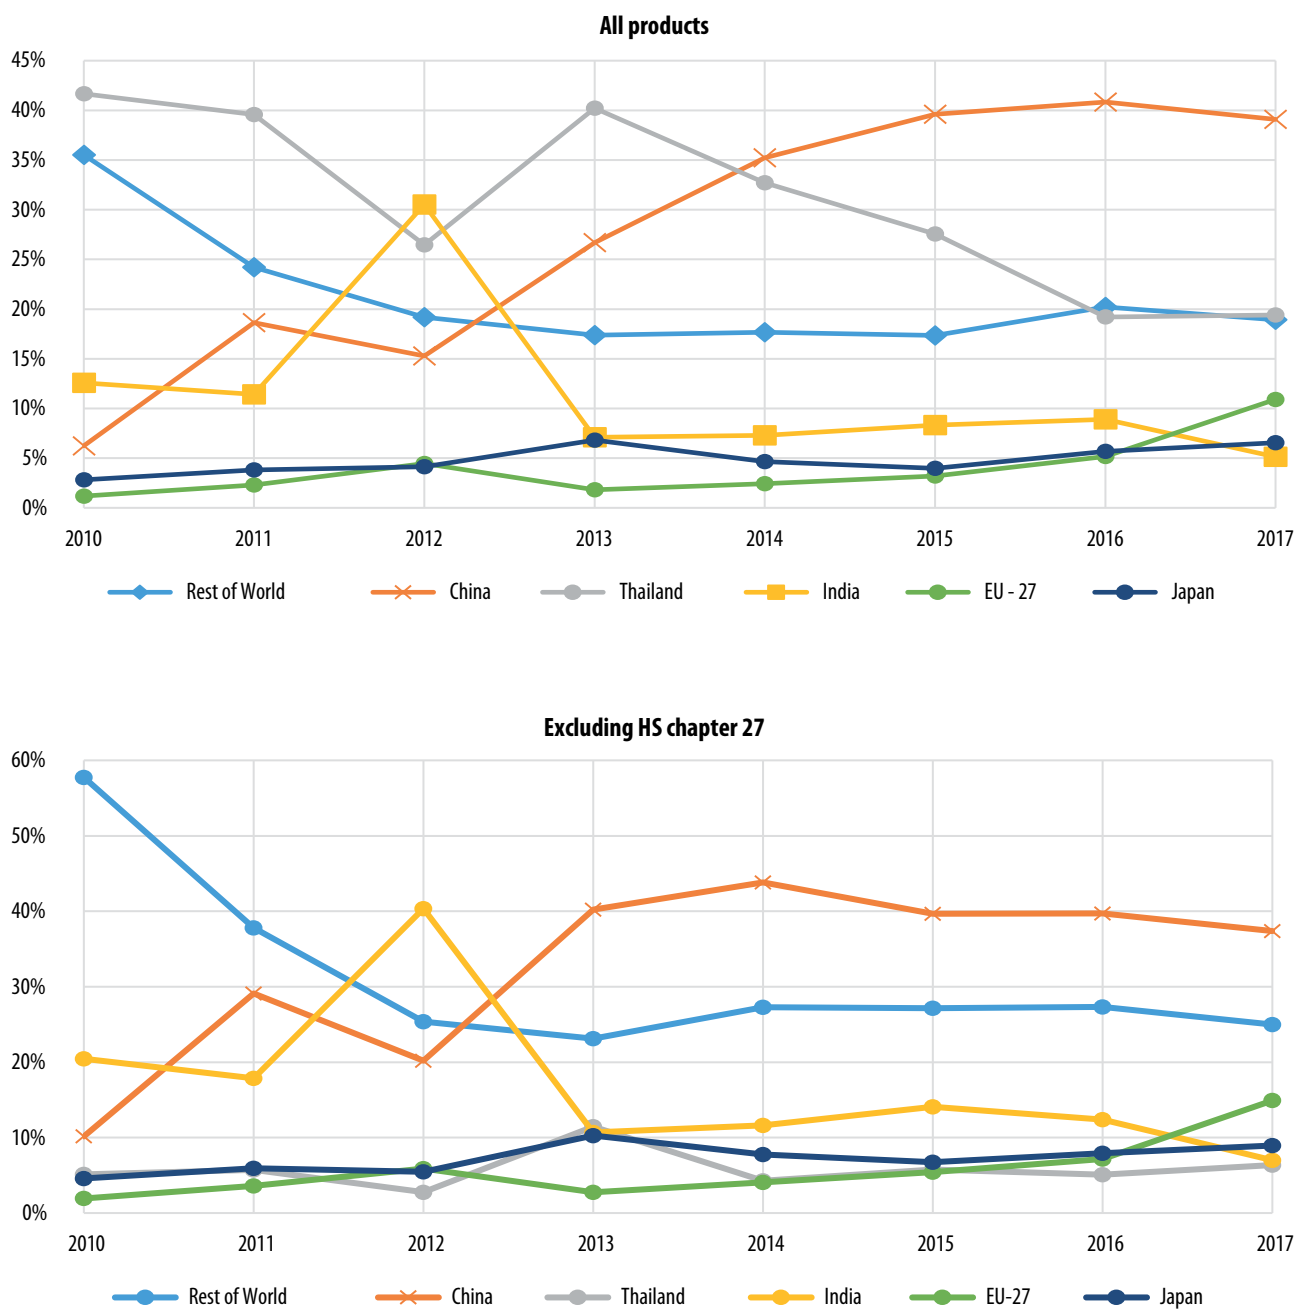 All products
45%
40%
35%
30%
25%
20%
15%
10%
5%
0%
2010 2011 2012 2013 2014 2015 2016 2017
Rest of World China Thailand India EU - 27 Japan
Excluding HS chapter 27
60%
50%
40%
30%
20%
10%
0%
2010 2011 2012 2013 2014 2015 2016 2017
Rest of World China Thailand India EU-27 Japan